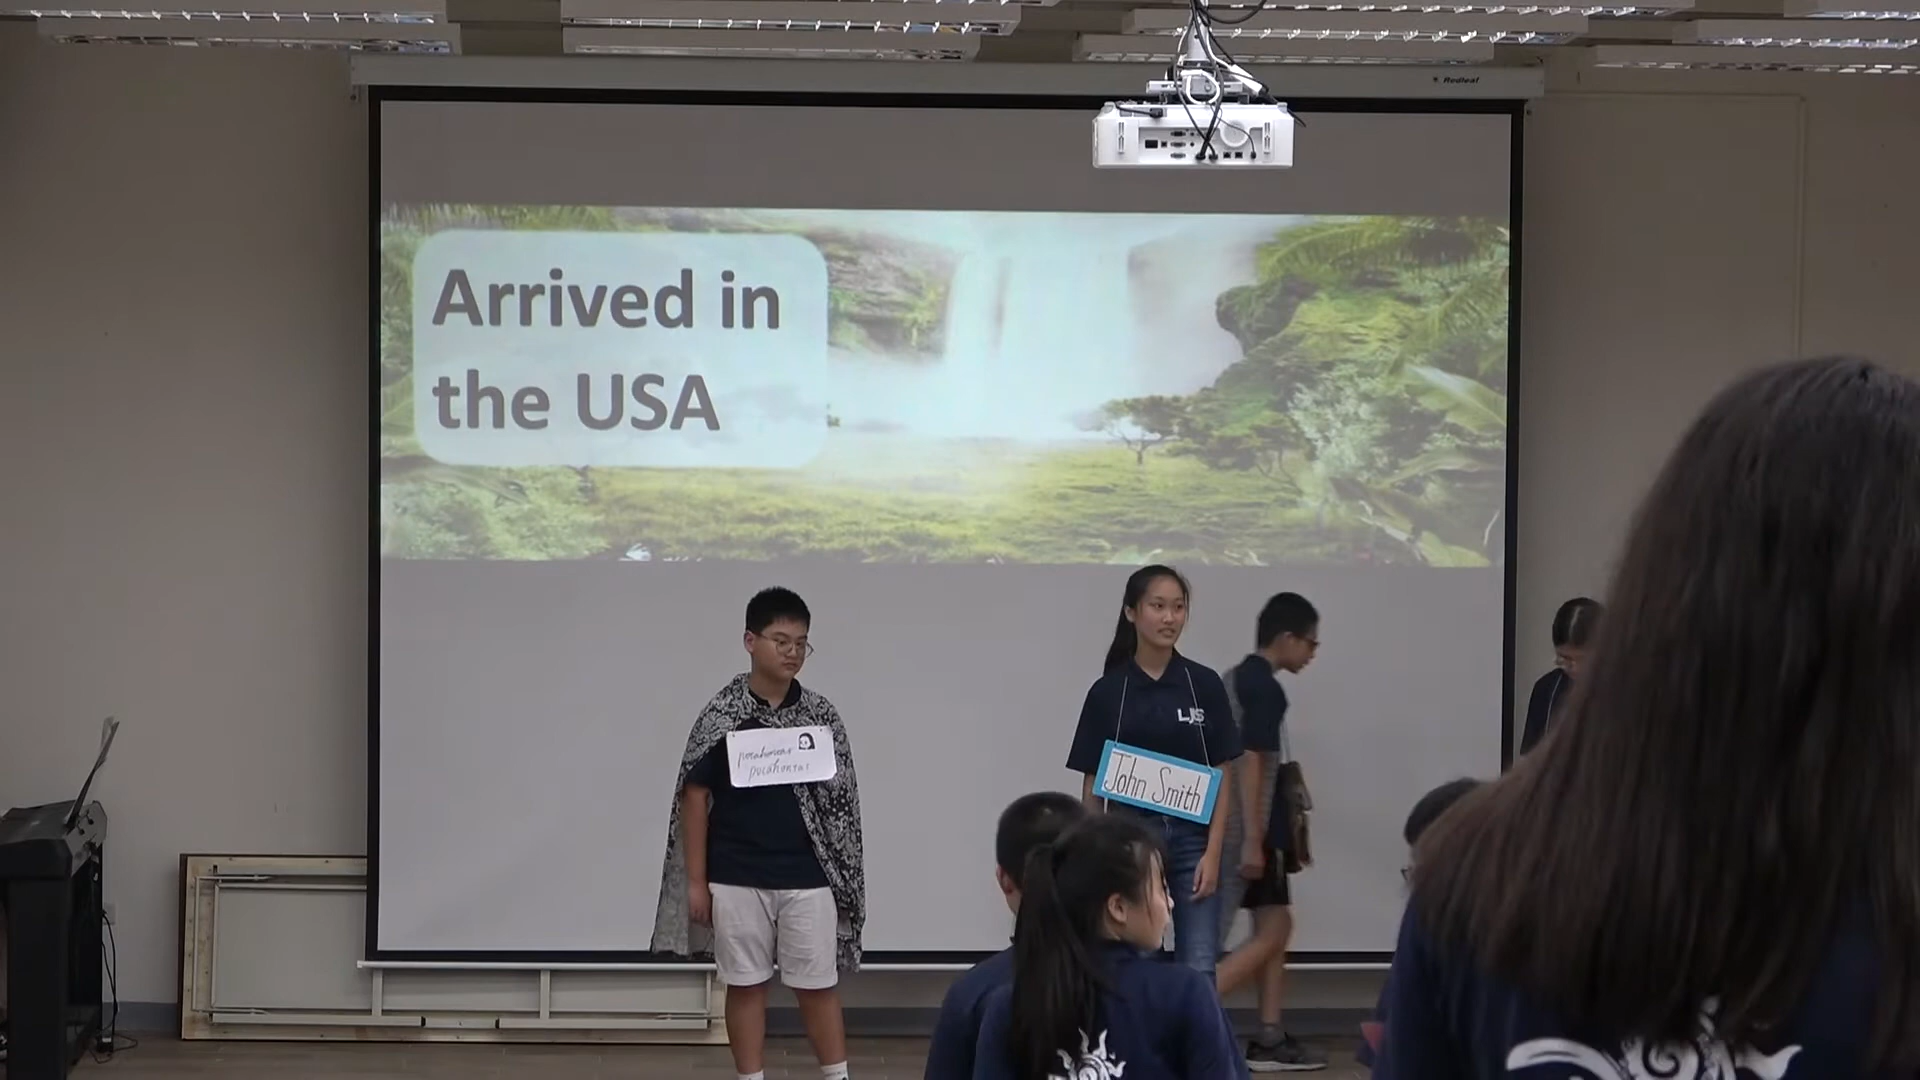 Redleaf
Arrived in
the USA
pocahontas
pocahontas
LJS
John Smith